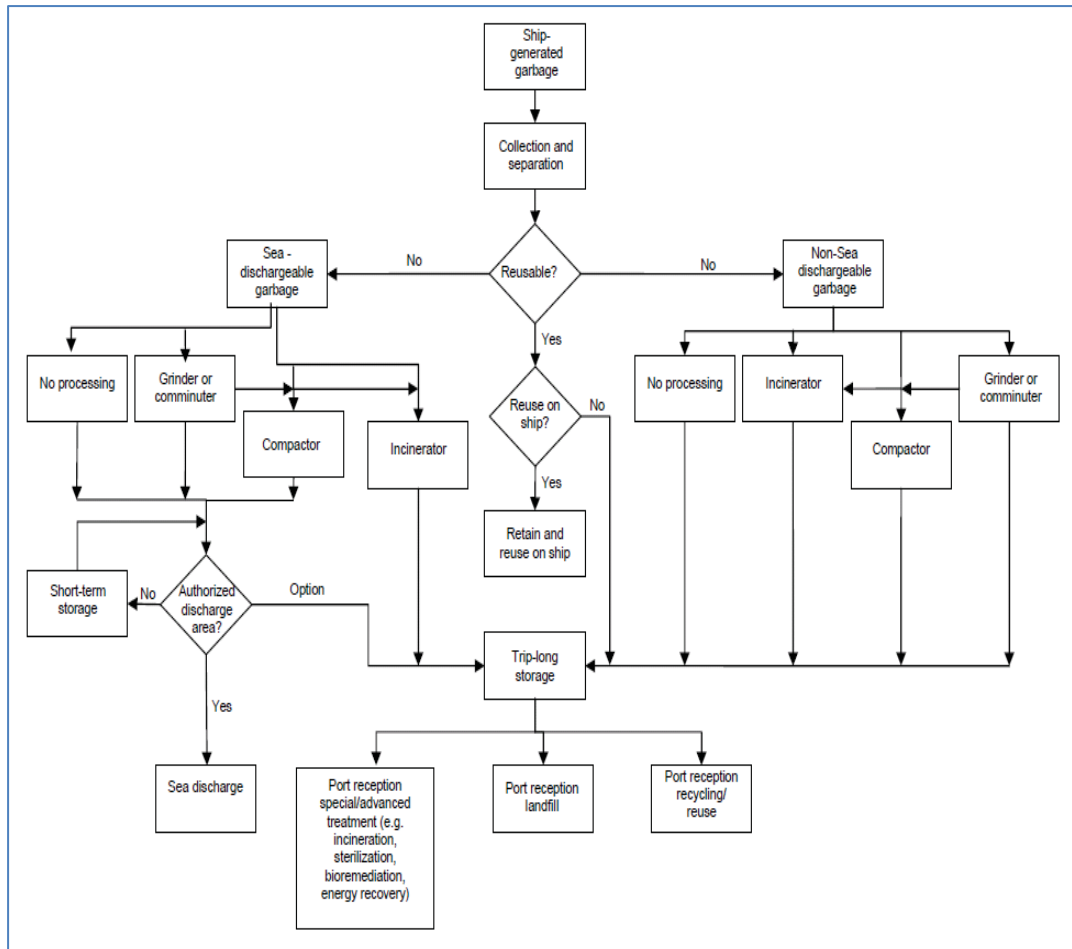 Ship-
generated
garbage
Collection and
separation
Sea -
dischargeable
garbage
No
Reusable?
No
Non-Sea
dischargeable
garbage
Yes
No processing
Grinder or
comminuter
Compactor
Incinerator
Reuse on
ship?
No
No processing
Incinerator
Compactor
Grinder or
comminuter
Yes
Retain and
reuse on ship
Short-term
storage
No
Authorized
discharge
area?
Option
Trip-long
storage
Yes
Sea discharge
Port reception
special/advanced
treatment (e.g.
incineration,
sterilization,
bioremediation,
energy recovery)
Port reception
landfill
Port reception
recycling/
reuse